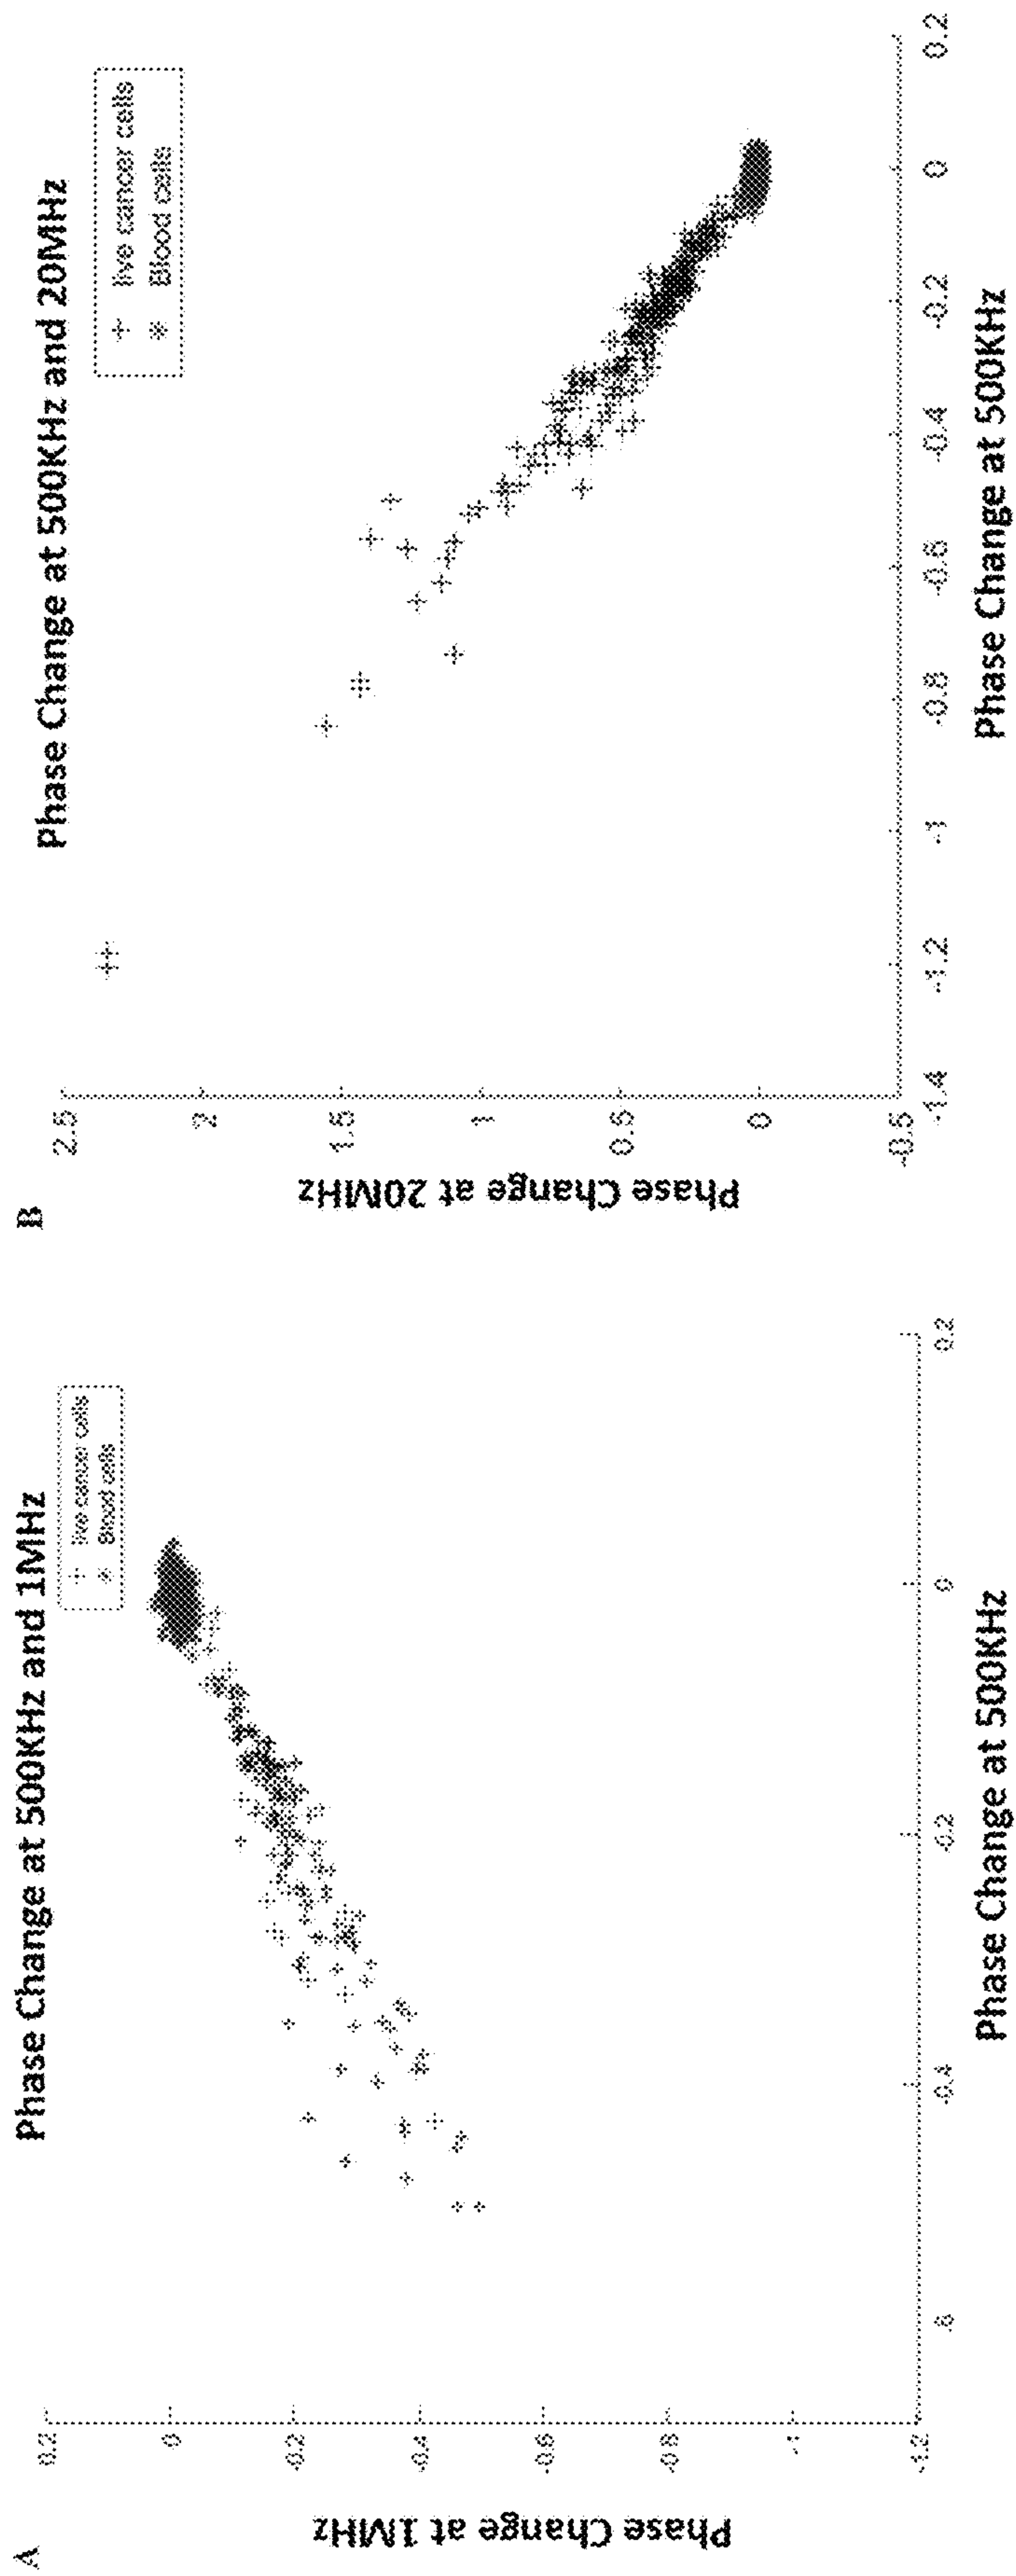 A
Phase Change at 500KHz and 1MHz
live cancer cells
Blood cells
Phase Change at 1MHz
0.2
0
-0.2
-0.4
-0.6
-0.8
-1
-1.2
.6
-0.4
-0.2
0
0.2
Phase Change at 500KHz
B
Phase Change at 500KHz and 20MHz
live cancer cells
Blood cells
Phase Change at 20MHz
2.5
2
1.5
1
0.5
0
-0.5
-1.4
-1.2
-1
-0.8
-0.6
-0.4
-0.2
0
0.2
Phase Change at 500KHz